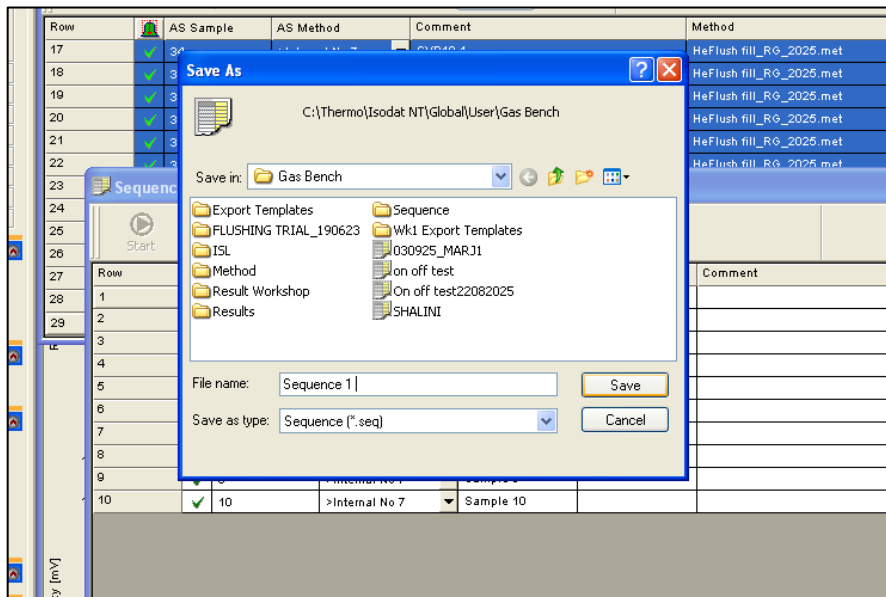 Row AS Sample AS Method Comment Method
17 HeFlush fill_RG_2025.met
18 HeFlush fill_RG_2025.met
19 HeFlush fill_RG_2025.met
20 HeFlush fill_RG_2025.met
21 HeFlush fill_RG_2025.met
22 HeFlush fill_RG_2025.met
23
24
25
26
27
28
29
Save As
C:\Thermo\Isodat NT\Global\User\Gas Bench
Save in: Gas Bench
Export Templates
FLUSHING TRIAL_190623
ISL
Method
Result Workshop
Results
Sequence
Wk1 Export Templates
030925_MARJ1
on off test
On off test22082025
SHALINI
File name: Sequence 1
Save
Save as type: Sequence (*.seq)
Cancel
Start
Row Comment
1
2
3
4
5
6
7
8
9
10 10 >Internal No 7 Sample 10